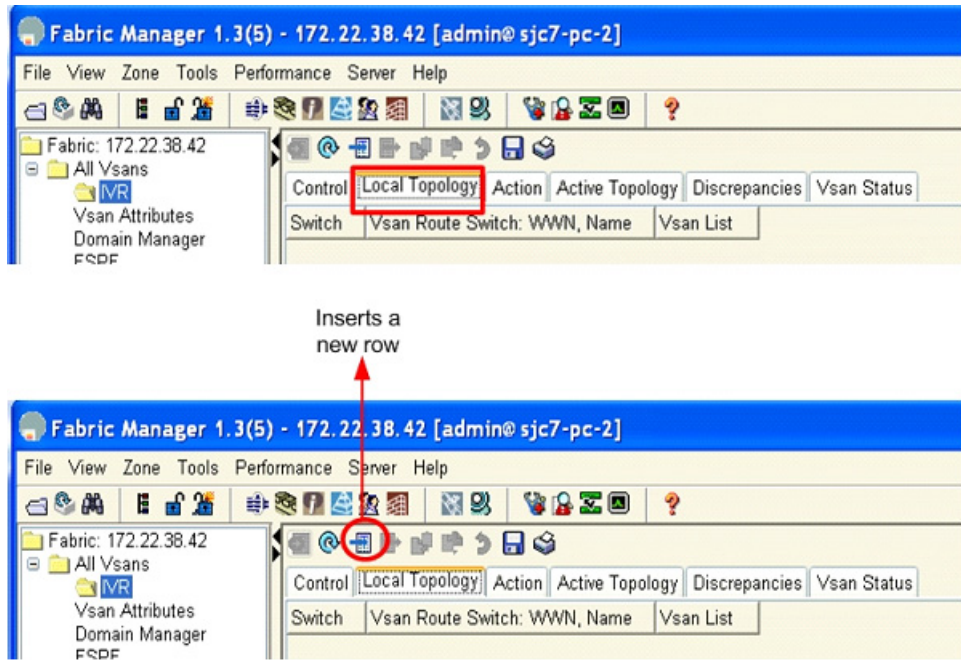 Fabric Manager 1.3(5) - 172.22.38.42 [admin@sjc7-pc-2]
File View Zone Tools Performance Server Help
Fabric: 172.22.38.42
All Vsans
IVR
Vsan Attributes
Domain Manager
FSPF
Control Local Topology Action Active Topology Discrepancies Vsan Status
Switch Vsan Route Switch: WWN, Name Vsan List
Inserts a
new row
Fabric Manager 1.3(5) - 172.22.38.42 [admin@sjc7-pc-2]
File View Zone Tools Performance Server Help
Fabric: 172.22.38.42
All Vsans
IVR
Vsan Attributes
Domain Manager
FSPF
Control Local Topology Action Active Topology Discrepancies Vsan Status
Switch Vsan Route Switch: WWN, Name Vsan List